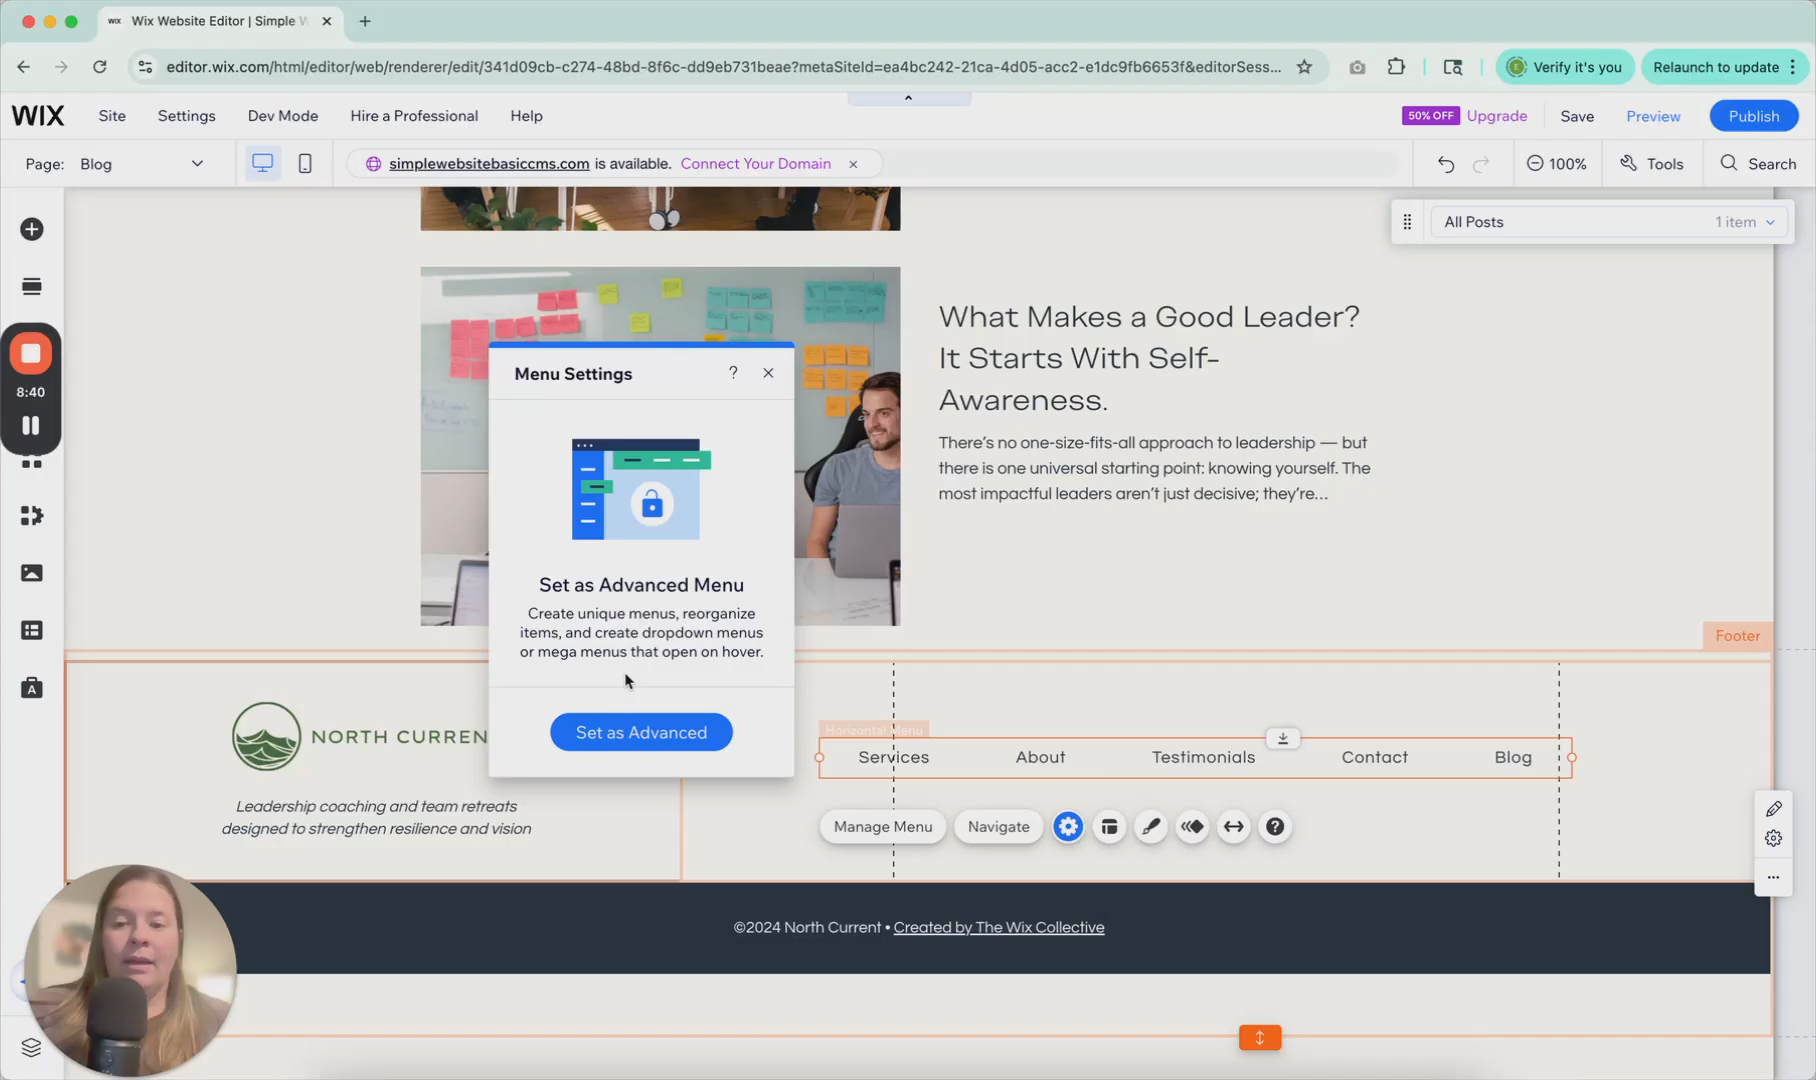 WIX Wix Website Editor | Simple W
editor.wix.com/html/editor/web/renderer/edit/341d09cb-c274-48bd-8f6c-dd9eb731beae?metaSiteId=ea4bc242-21ca-4d05-acc2-e1dc9fb6653f&editorSess...
Verify it's you
Relaunch to update
WIX
Site
Settings
Dev Mode
Hire a Professional
Help
50% OFF Upgrade
Save
Preview
Publish
Page: Blog
simplewebsitebasiccms.com is available. Connect Your Domain
100%
Tools
Search
All Posts
1 item
8:40
What Makes a Good Leader?
It Starts With Self-
Awareness.
There's no one-size-fits-all approach to leadership — but
there is one universal starting point: knowing yourself. The
most impactful leaders aren't just decisive; they're...
Menu Settings
?
Set as Advanced Menu
Create unique menus, reorganize
items, and create dropdown menus
or mega menus that open on hover.
Set as Advanced
Footer
NORTH CURREN
Leadership coaching and team retreats
designed to strengthen resilience and vision
Horizontal Menu
Services
About
Testimonials
Contact
Blog
Manage Menu
Navigate
?
A
©2024 North Current • Created by The Wix Collective